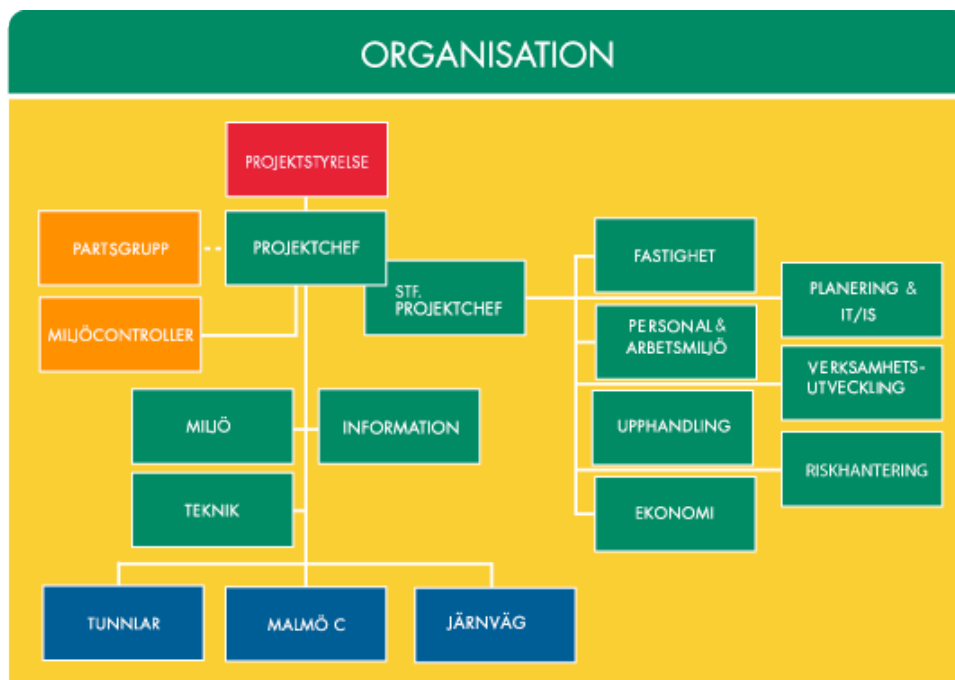 ORGANISATION
PROJEKTSTYRELSE
PARTSGRUPP
PROJEKTCHEF
STF.
PROJEKTCHEF
MILJÖCONTROLLER
FASTIGHET
PLANERING &
IT/IS
PERSONAL &
ARBETSMILJÖ
VERKSAMHETS-
UTVECKLING
UPPHANDLING
RISKHANTERING
EKONOMI
MILJÖ
INFORMATION
TEKNIK
TUNNLAR
MALMÖ C
JÄRNVÄG